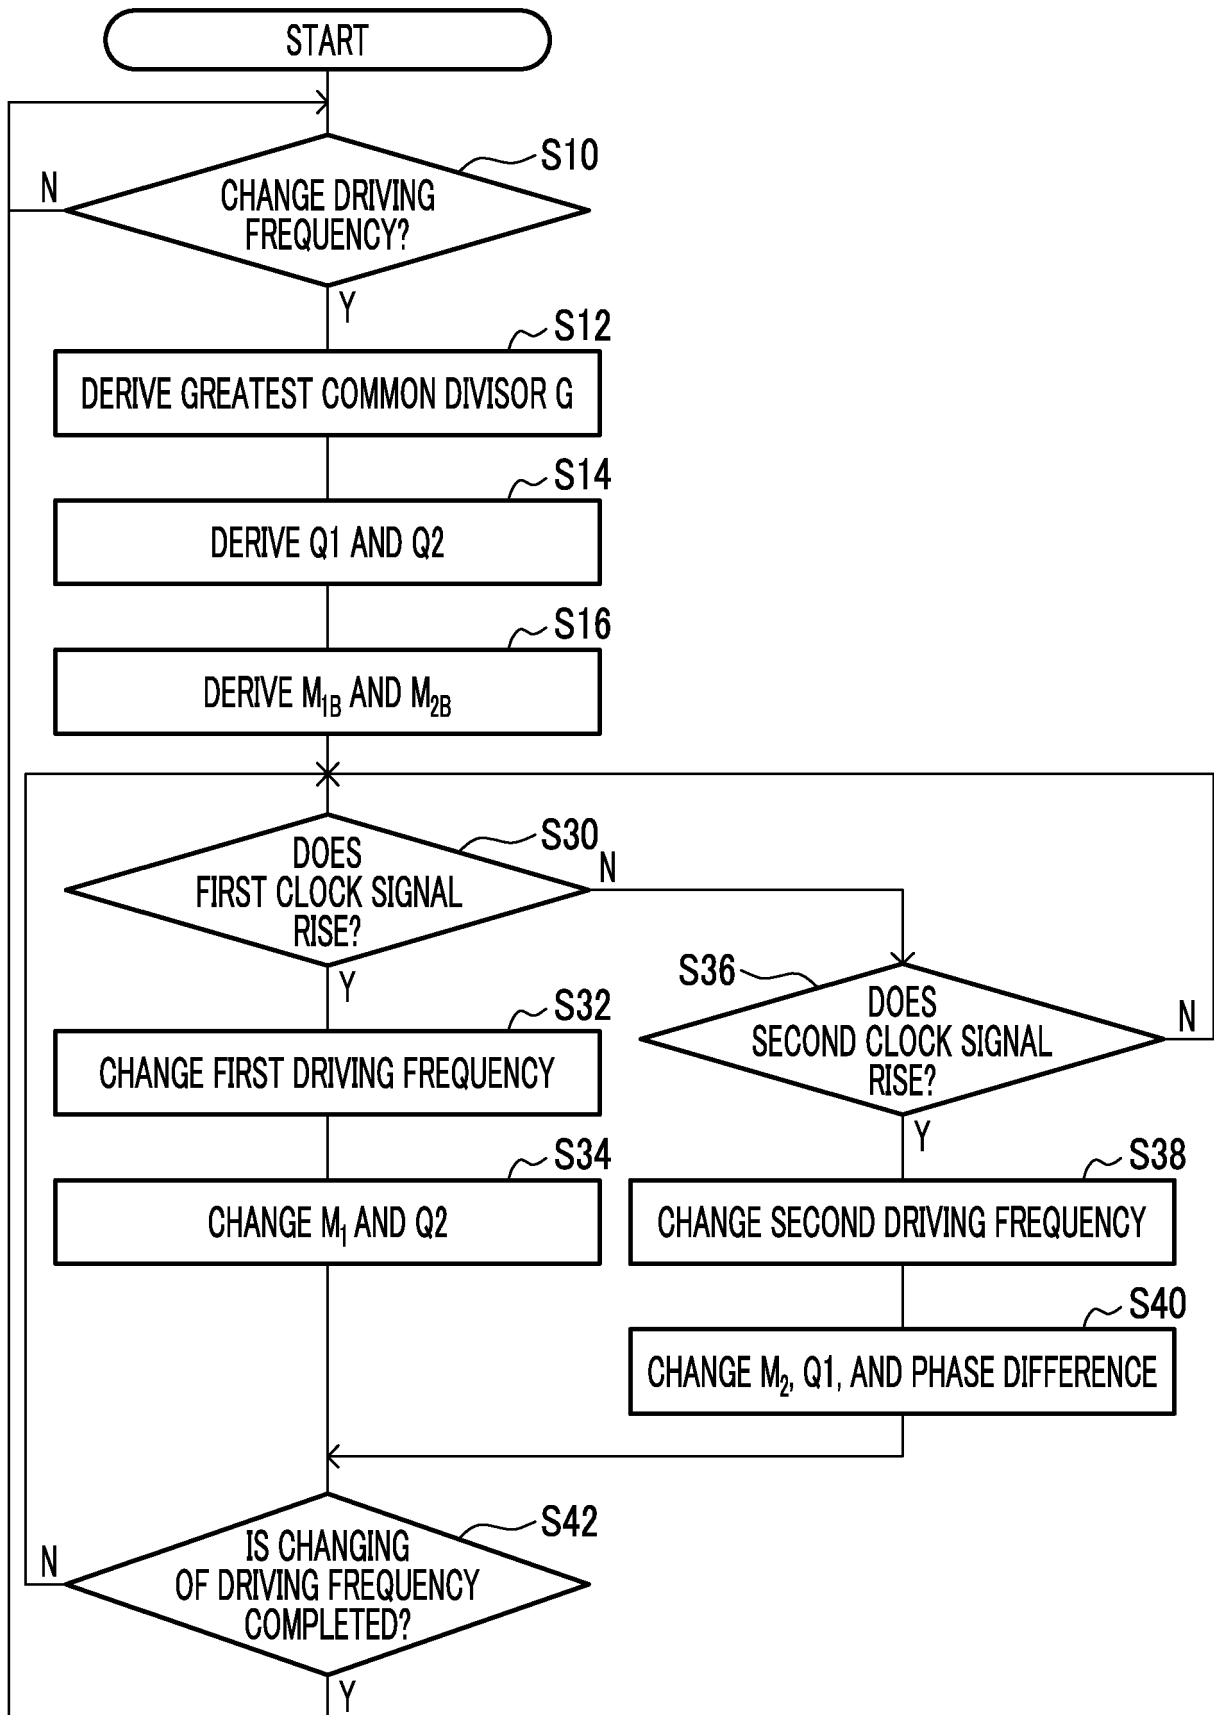 START
S10
N
CHANGE DRIVING
FREQUENCY?
Y
S12
DERIVE GREATEST COMMON DIVISOR G
S14
DERIVE Q1 AND Q2
S16
DERIVE M1B AND M2B
S30
DOES
FIRST CLOCK SIGNAL
RISE?
N
Y
S36
DOES
SECOND CLOCK SIGNAL
RISE?
N
Y
S32
CHANGE FIRST DRIVING FREQUENCY
S34
CHANGE M1 AND Q2
S38
CHANGE SECOND DRIVING FREQUENCY
S40
CHANGE M2, Q1, AND PHASE DIFFERENCE
S42
N
IS CHANGING
OF DRIVING FREQUENCY
COMPLETED?
Y